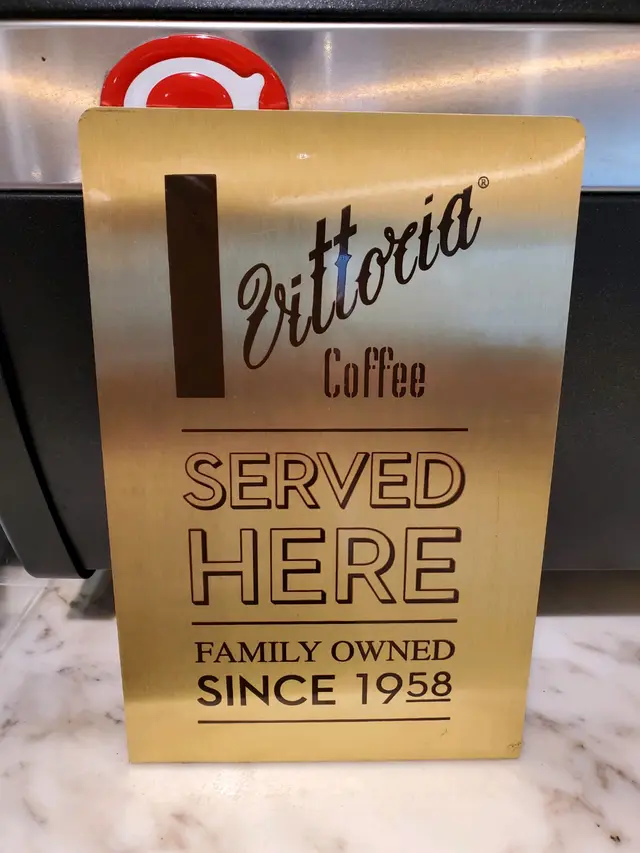 Vittoria®
Coffee
SERVED
HERE
FAMILY OWNED
SINCE 1958